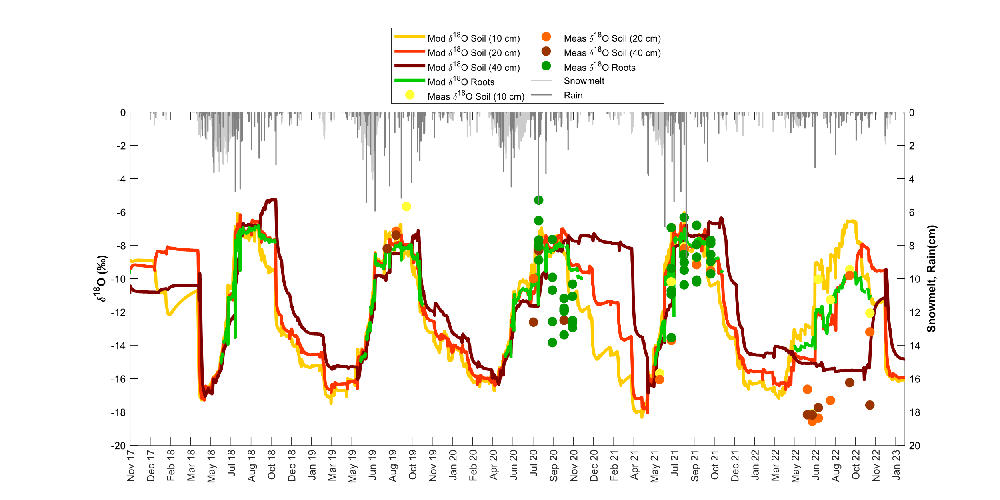 Mod δ18O Soil (10 cm)
Mod δ18O Soil (20 cm)
Mod δ18O Soil (40 cm)
Mod δ18O Roots
Meas δ18O Soil (10 cm)
Meas δ18O Soil (20 cm)
Meas δ18O Soil (40 cm)
Meas δ18O Roots
Snowmelt
Rain
δ18O (‰)
0
-2
-4
-6
-8
-10
-12
-14
-16
-18
-20
0
2
4
6
8
10
12
14
16
18
20
Snowmelt, Rain(cm)
Nov 17
Dec 17
Feb 18
Mar 18
May 18
Jul 18
Aug 18
Oct 18
Dec 18
Jan 19
Mar 19
May 19
Jun 19
Aug 19
Oct 19
Nov 19
Jan 20
Feb 20
Apr 20
Jun 20
Jul 20
Sep 20
Nov 20
Dec 20
Feb 21
Apr 21
May 21
Jul 21
Sep 21
Oct 21
Dec 21
Jan 22
Mar 22
May 22
Jun 22
Aug 22
Oct 22
Nov 22
Jan 23